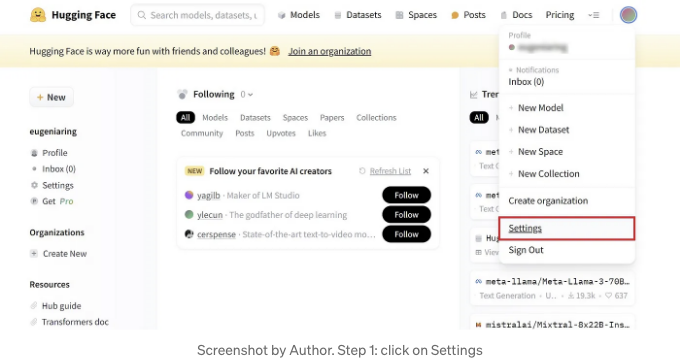 Hugging Face
Search models, datasets, u
Models
Datasets
Spaces
Posts
Docs
Pricing
Hugging Face is way more fun with friends and colleagues! 🤗 Join an organization
+ New
eugeniaring
Profile
Inbox (0)
Settings
Get Pro
Organizations
Create New
Resources
Hub guide
Transformers doc
Following 0
All Models Datasets Spaces Papers Collections
Community Posts Upvotes Likes
NEW Follow your favorite AI creators Refresh List ×
yagilb · Maker of LM Studio Follow
ylecun · The godfather of deep learning Follow
cerspense · State-of-the-art text-to-video mo... Follow
Tren
All
meta-
Text G
meta-
Text G
Hug
View
meta-llama/Meta-Llama-3-70B...
Text Generation · U... 19.3k · 637
mistralai/Mixtral-8x22B-Ins...
Profile
Notifications
Inbox (0)
+ New Model
+ New Dataset
+ New Space
+ New Collection
Create organization
Settings
Sign Out
Screenshot by Author. Step 1: click on Settings